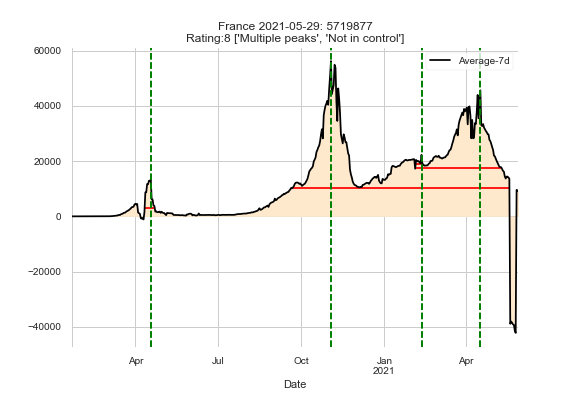 France 2021-05-29: 5719877
Rating:8 ['Multiple peaks', 'Not in control']
60000
Average-7d
40000
20000
0
−20000
−40000
Apr Jul Oct Jan Apr
2021
Date